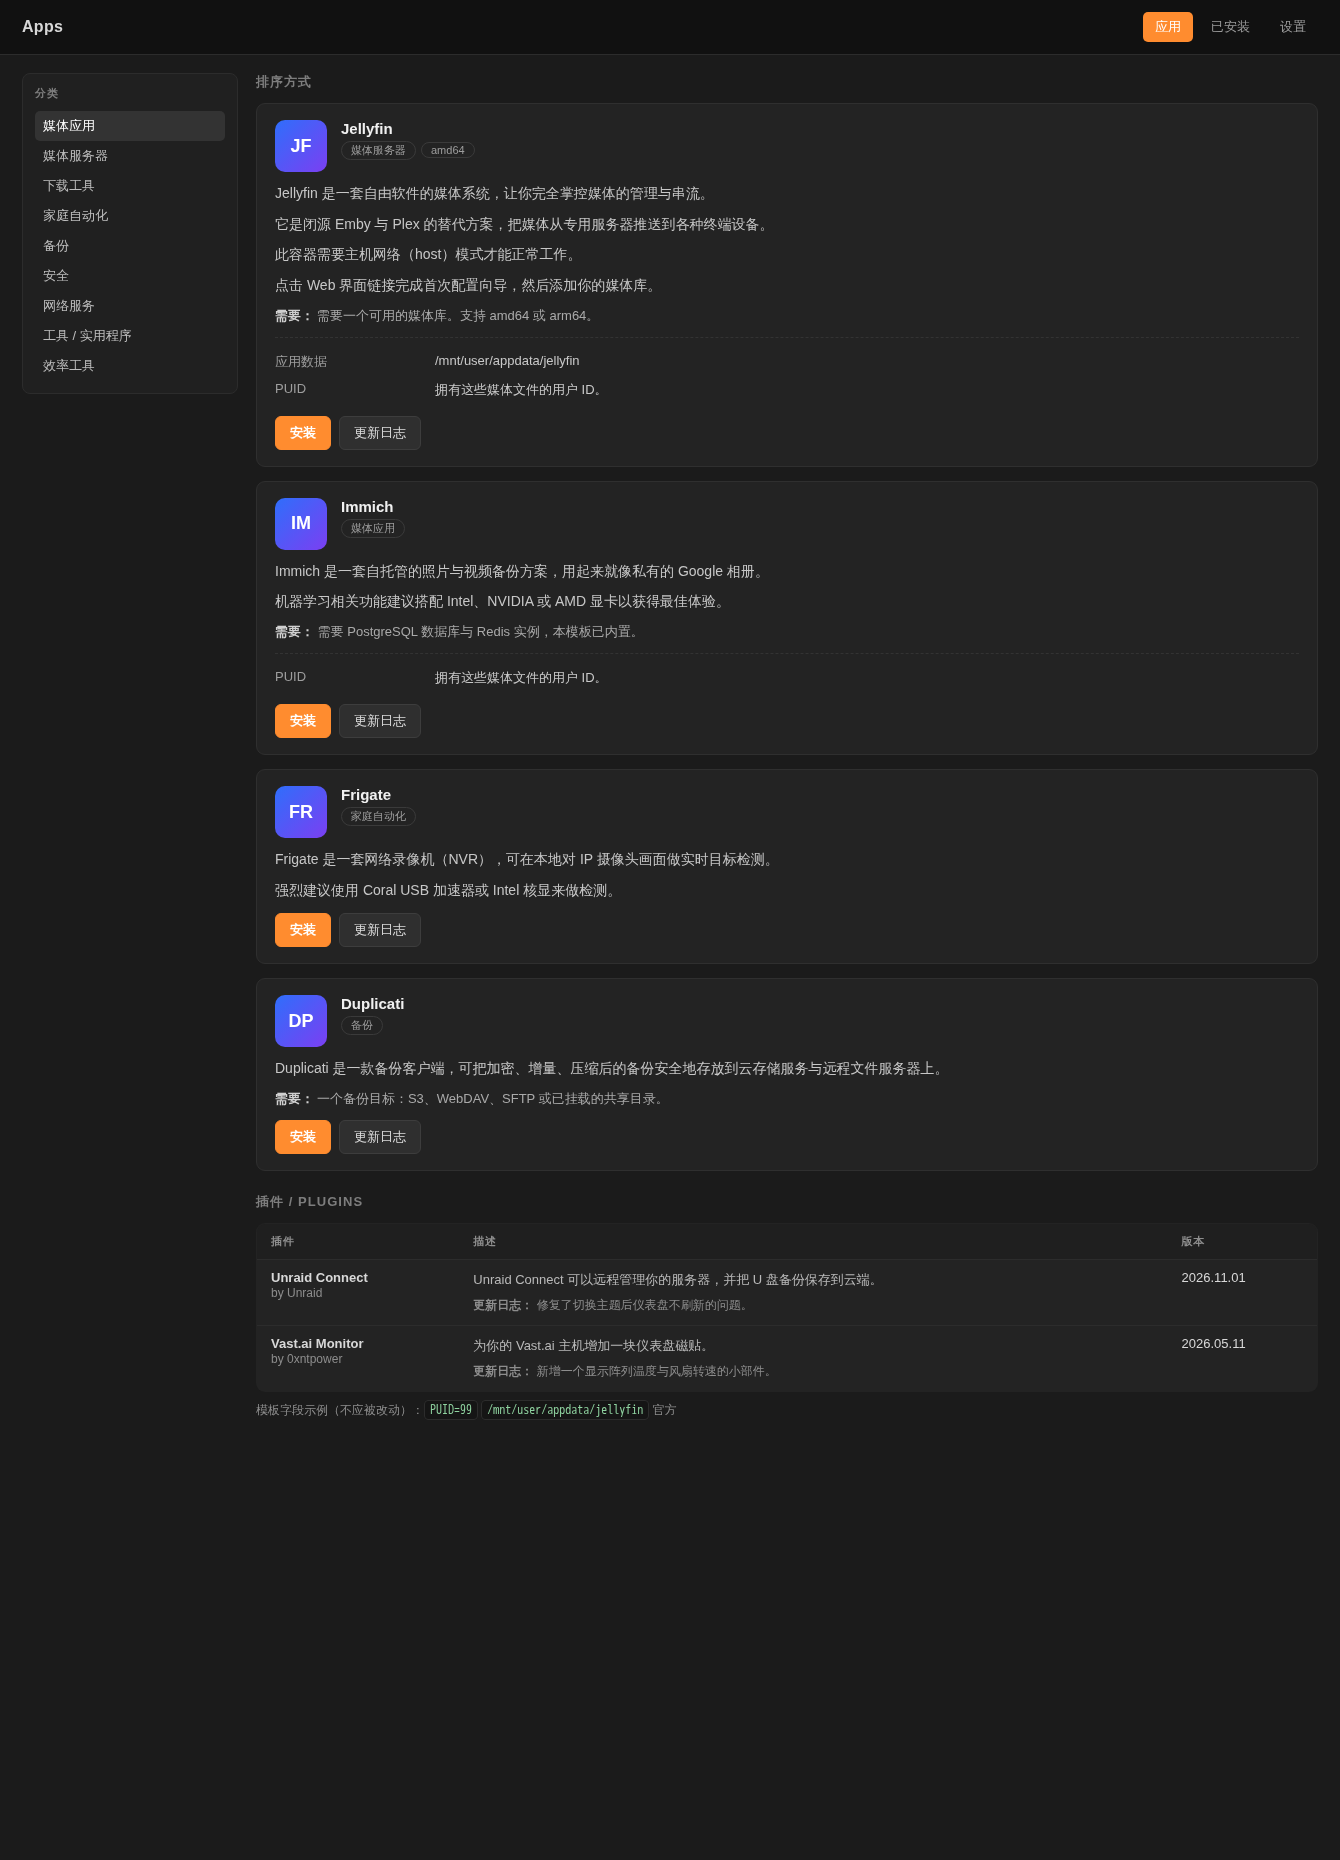 Apps
应用
已安装
设置
分类
媒体应用
媒体服务器
下载工具
家庭自动化
备份
安全
网络服务
工具 / 实用程序
效率工具
排序方式
JF
Jellyfin
媒体服务器
amd64
Jellyfin 是一套自由软件的媒体系统，让你完全掌控媒体的管理与串流。
它是闭源 Emby 与 Plex 的替代方案，把媒体从专用服务器推送到各种终端设备。
此容器需要主机网络（host）模式才能正常工作。
点击 Web 界面链接完成首次配置向导，然后添加你的媒体库。
需要： 需要一个可用的媒体库。支持 amd64 或 arm64。
应用数据 /mnt/user/appdata/jellyfin
PUID 拥有这些媒体文件的用户 ID。
安装 更新日志
IM
Immich
媒体应用
Immich 是一套自托管的照片与视频备份方案，用起来就像私有的 Google 相册。
机器学习相关功能建议搭配 Intel、NVIDIA 或 AMD 显卡以获得最佳体验。
需要： 需要 PostgreSQL 数据库与 Redis 实例，本模板已内置。
PUID 拥有这些媒体文件的用户 ID。
安装 更新日志
FR
Frigate
家庭自动化
Frigate 是一套网络录像机（NVR），可在本地对 IP 摄像头画面做实时目标检测。
强烈建议使用 Coral USB 加速器或 Intel 核显来做检测。
安装 更新日志
DP
Duplicati
备份
Duplicati 是一款备份客户端，可把加密、增量、压缩后的备份安全地存放到云存储服务与远程文件服务器上。
需要： 一个备份目标：S3、WebDAV、SFTP 或已挂载的共享目录。
安装 更新日志
插件 / PLUGINS
插件 描述 版本
Unraid Connect
by Unraid
Unraid Connect 可以远程管理你的服务器，并把 U 盘备份保存到云端。
更新日志： 修复了切换主题后仪表盘不刷新的问题。
2026.11.01
Vast.ai Monitor
by 0xntpower
为你的 Vast.ai 主机增加一块仪表盘磁贴。
更新日志： 新增一个显示阵列温度与风扇转速的小部件。
2026.05.11
模板字段示例（不应被改动）：PUID=99 /mnt/user/appdata/jellyfin 官方